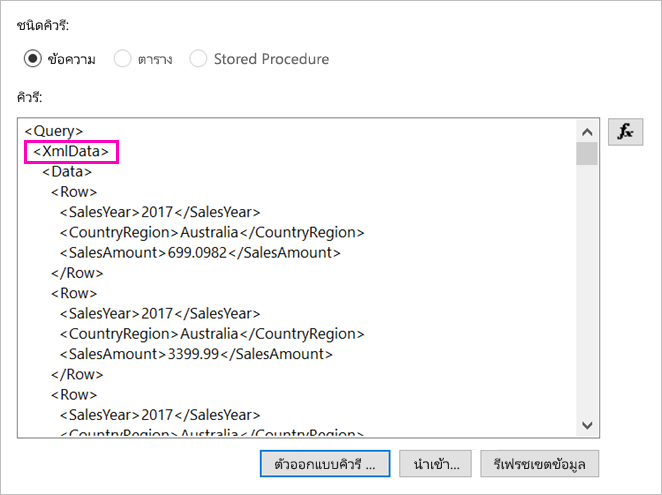 ชนิดคิวรี:
ข้อความ ตาราง Stored Procedure
คิวรี:
<Query>
<XmlData>
<Data>
<Row>
<SalesYear>2017</SalesYear>
<CountryRegion>Australia</CountryRegion>
<SalesAmount>699.0982</SalesAmount>
</Row>
<Row>
<SalesYear>2017</SalesYear>
<CountryRegion>Australia</CountryRegion>
<SalesAmount>3399.99</SalesAmount>
</Row>
<Row>
<SalesYear>2017</SalesYear>
<CountryRegion>Australia</CountryRegion>
fx
ตัวออกแบบคิวรี ... นำเข้า... รีเฟรชเขตข้อมูล